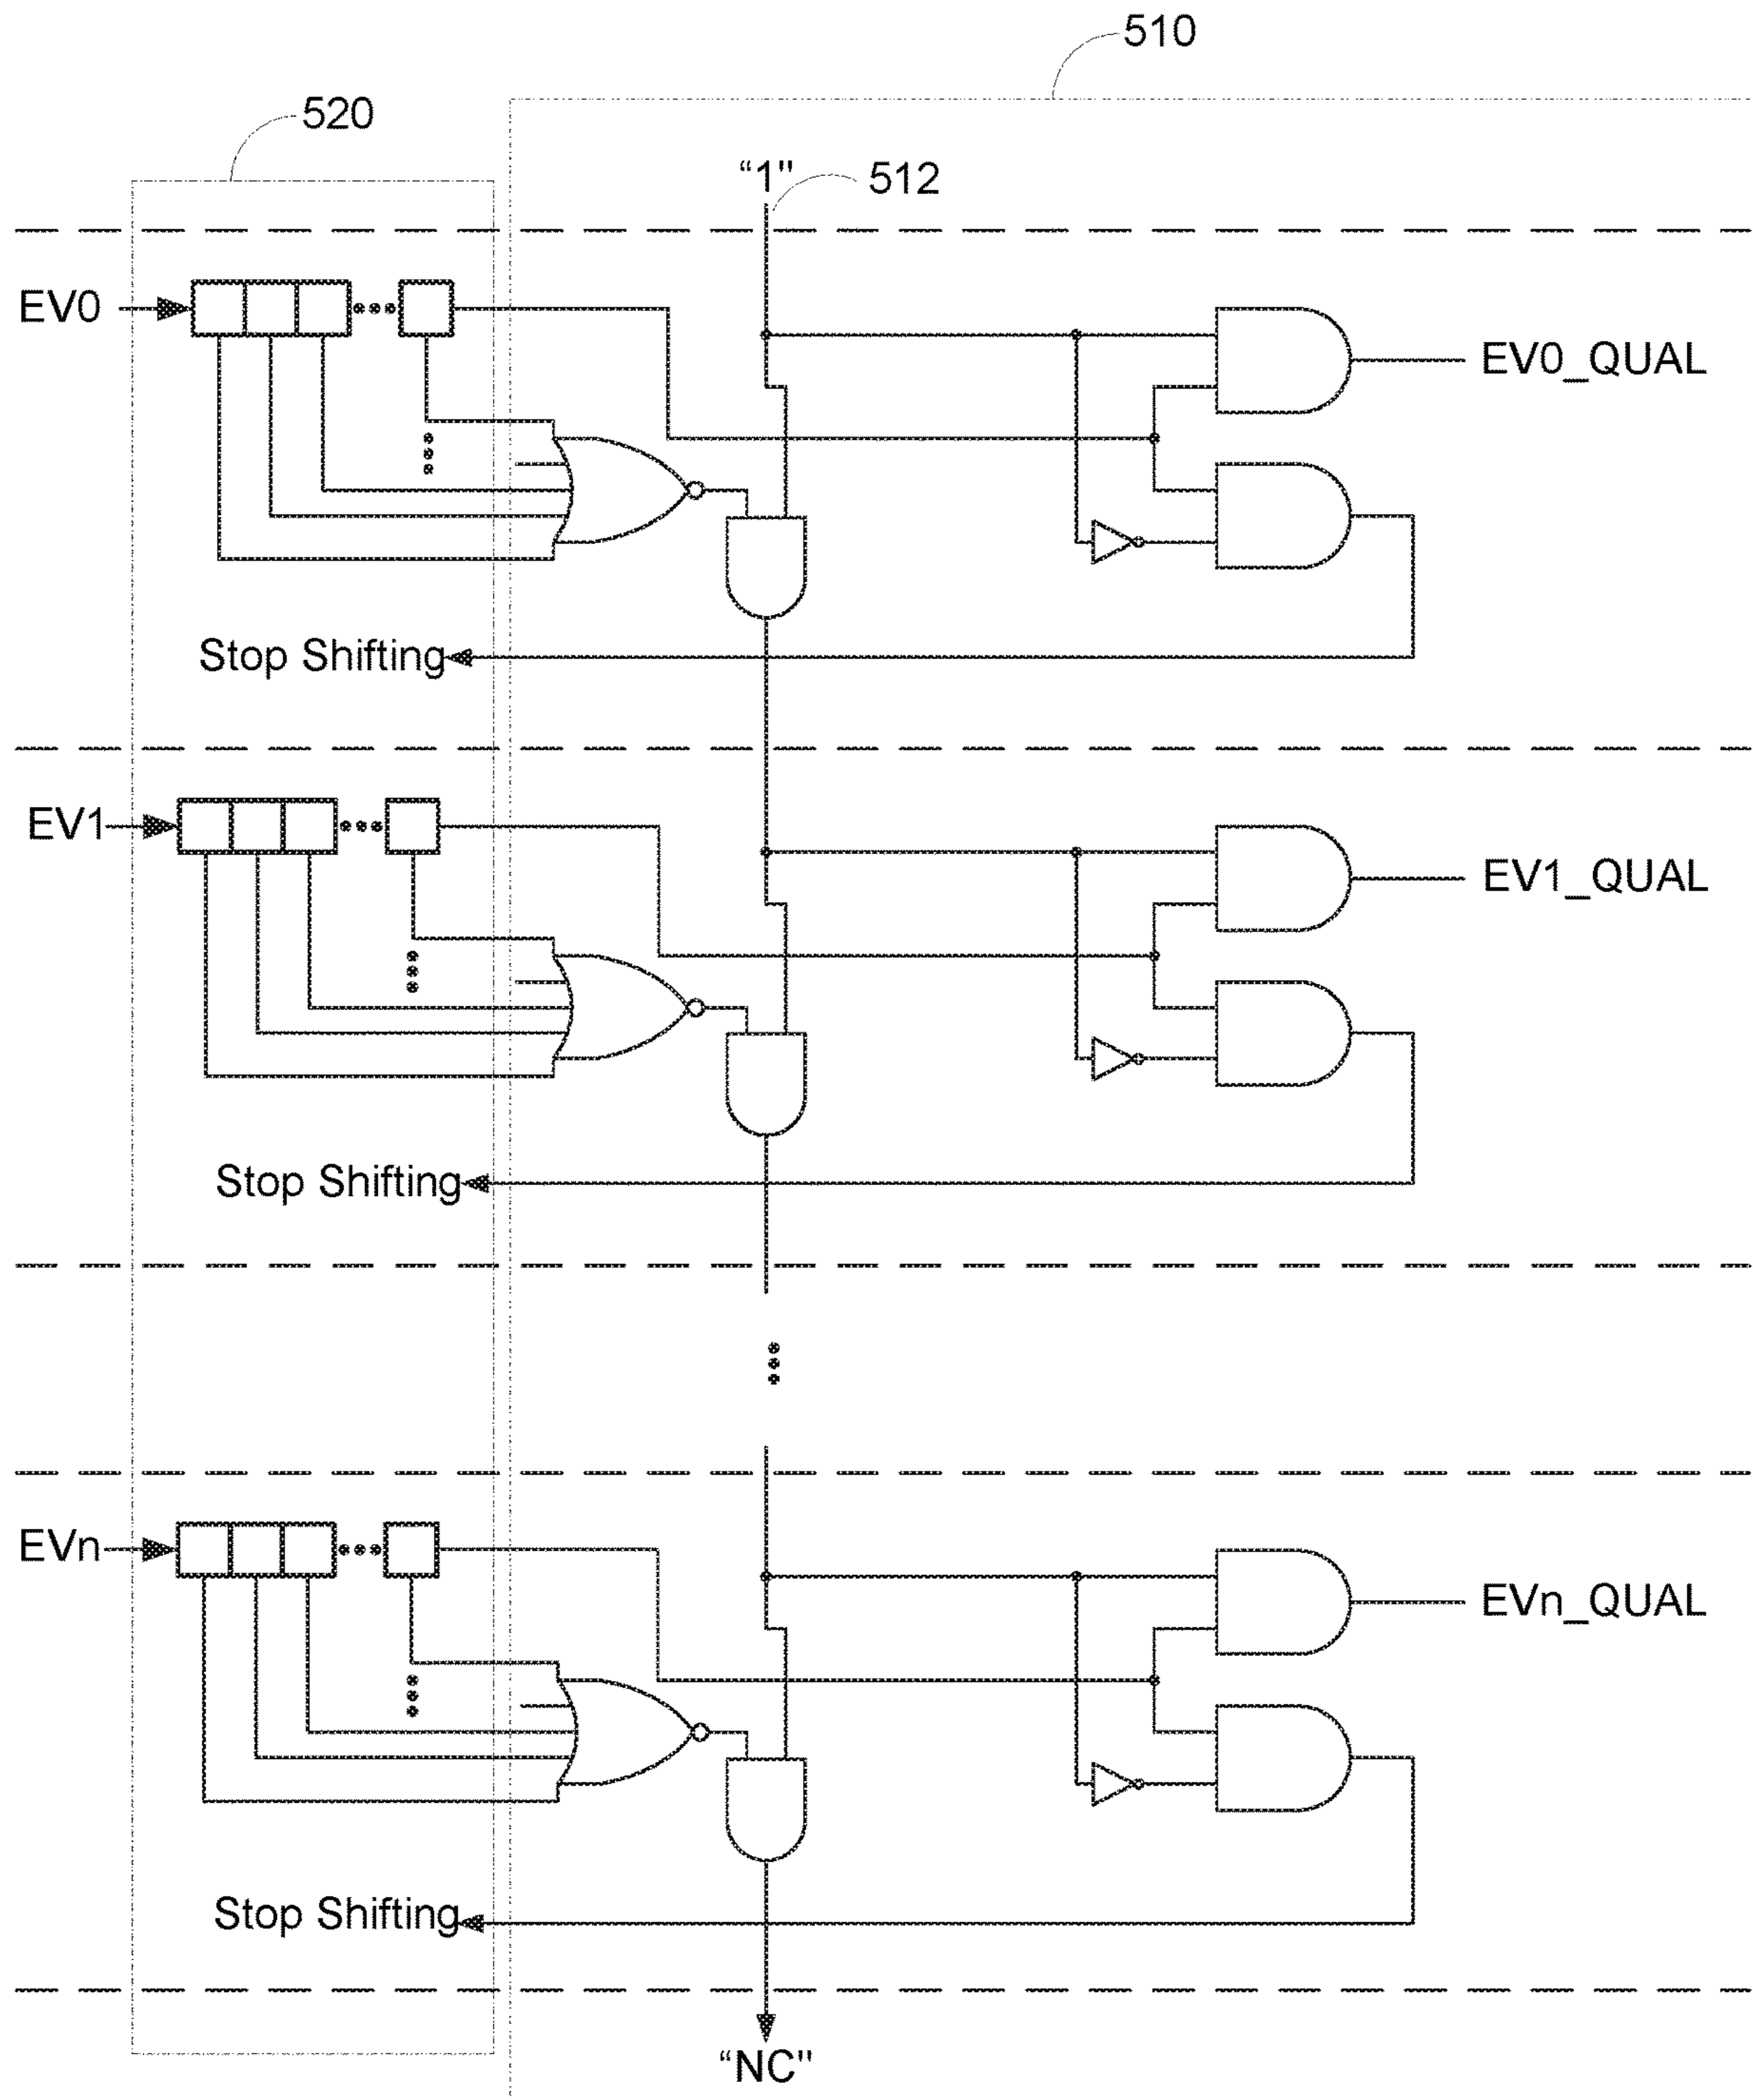 510
520
“1”
512
EV0
EV0_QUAL
Stop Shifting
EV1
EV1_QUAL
Stop Shifting
EVn
EVn_QUAL
Stop Shifting
“NC”